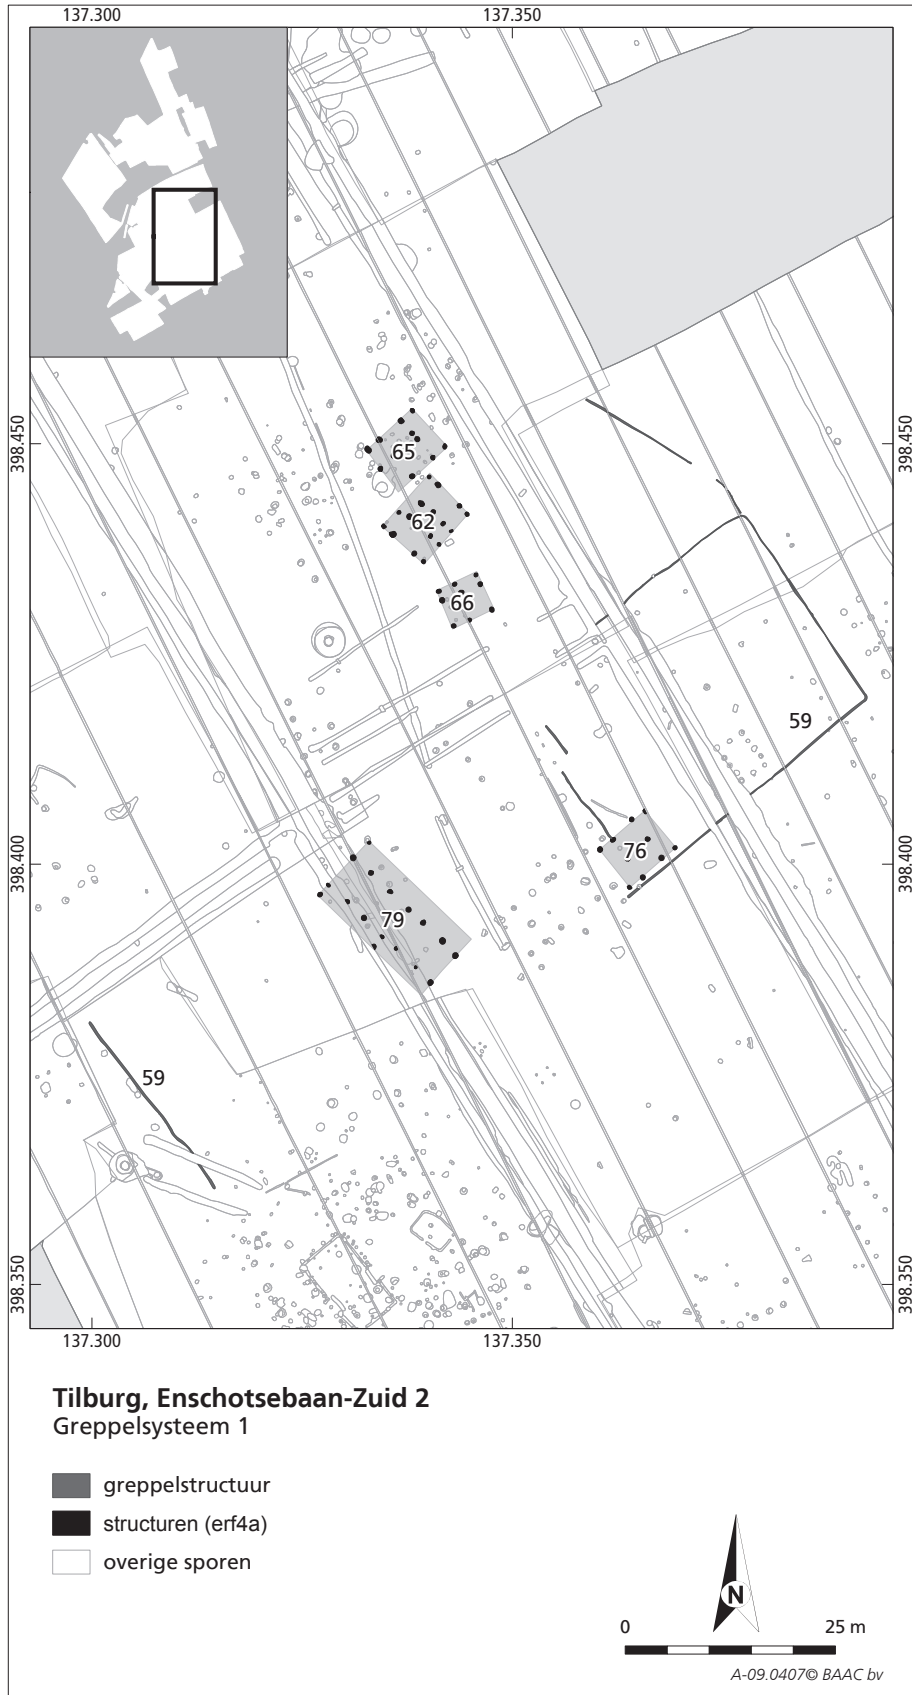 137.300 137.350
398.450 398.450
65
62
66
59
76
398.400 398.400
79
59
398.350 398.350
137.300 137.350
Tilburg, Enschotsebaan-Zuid 2
Greppelsysteem 1
greppelstructuur
structuren (erf4a)
overige sporen
N
0 25 m
A-09.0407© BAAC bv